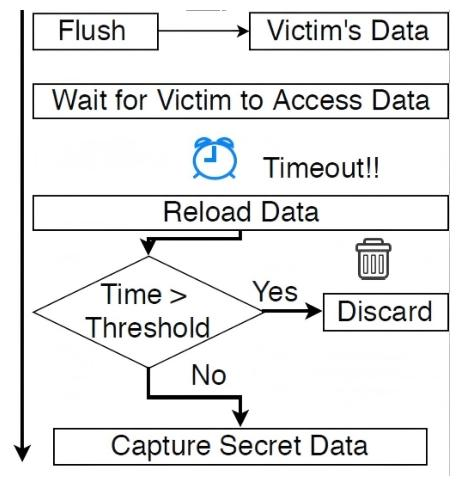 Flush
Victim's Data
Wait for Victim to Access Data
Timeout!!
Reload Data
Time >
Threshold
Yes
Discard
No
Capture Secret Data